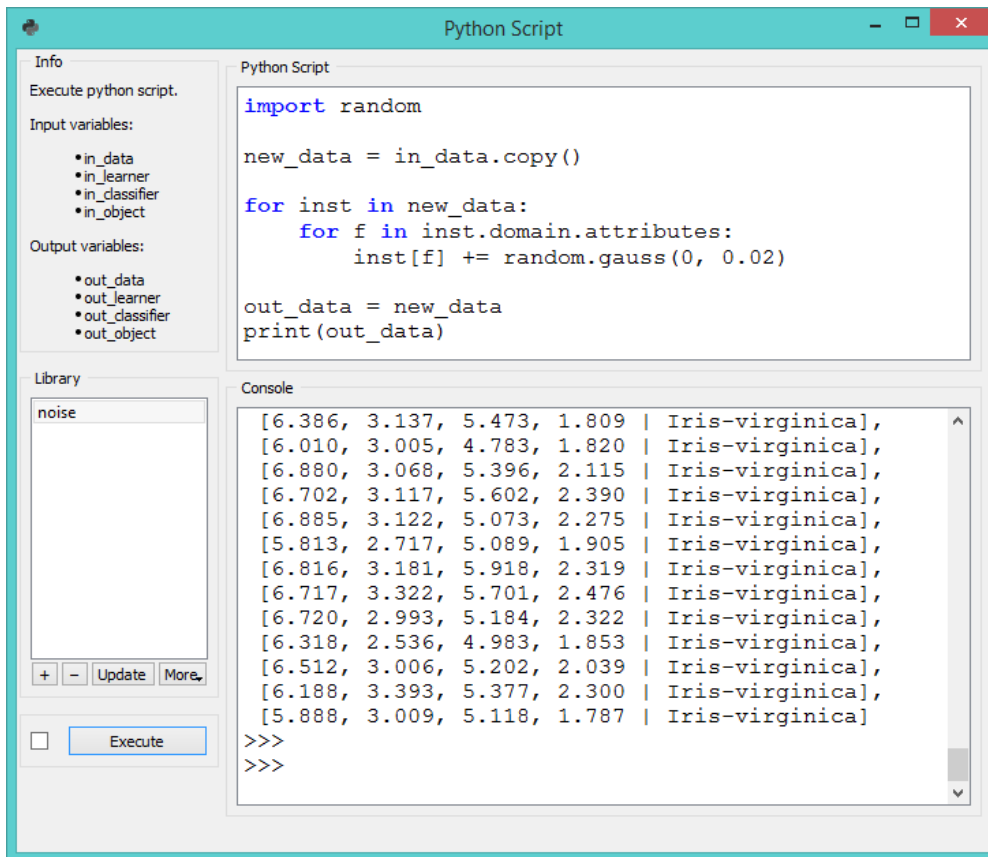 Python Script
Info
Execute python script.
Input variables:
•in_data
•in_learner
•in_classifier
•in_object
Output variables:
•out_data
•out_learner
•out_classifier
•out_object
Library
noise
+ - Update More
Execute
Python Script
import random
new_data = in_data.copy()
for inst in new_data:
    for f in inst.domain.attributes:
        inst[f] += random.gauss(0, 0.02)
out_data = new_data
print(out_data)
Console
[6.386, 3.137, 5.473, 1.809 | Iris-virginica],
[6.010, 3.005, 4.783, 1.820 | Iris-virginica],
[6.880, 3.068, 5.396, 2.115 | Iris-virginica],
[6.702, 3.117, 5.602, 2.390 | Iris-virginica],
[6.885, 3.122, 5.073, 2.275 | Iris-virginica],
[5.813, 2.717, 5.089, 1.905 | Iris-virginica],
[6.816, 3.181, 5.918, 2.319 | Iris-virginica],
[6.717, 3.322, 5.701, 2.476 | Iris-virginica],
[6.720, 2.993, 5.184, 2.322 | Iris-virginica],
[6.318, 2.536, 4.983, 1.853 | Iris-virginica],
[6.512, 3.006, 5.202, 2.039 | Iris-virginica],
[6.188, 3.393, 5.377, 2.300 | Iris-virginica],
[5.888, 3.009, 5.118, 1.787 | Iris-virginica]
>>>
>>>